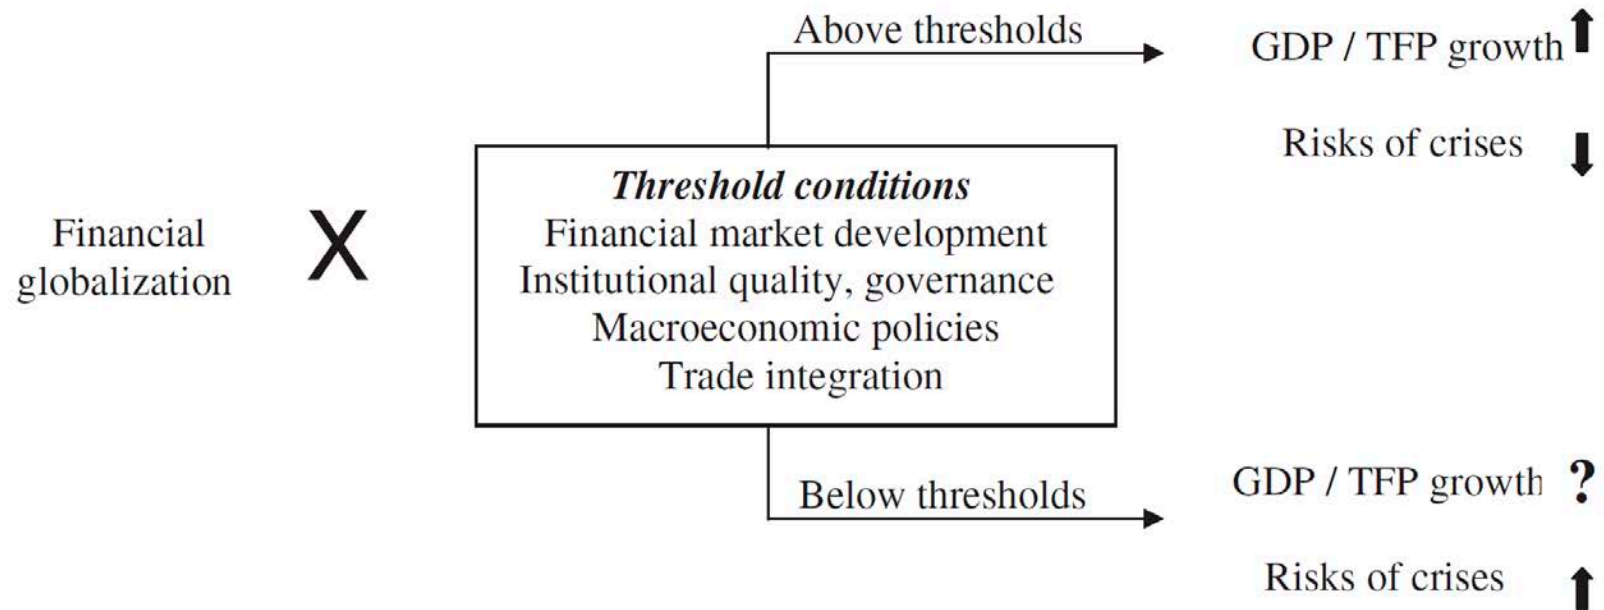 Above thresholds
GDP / TFP growth
Risks of crises
Threshold conditions
Financial market development
Institutional quality, governance
Macroeconomic policies
Trade integration
Financial
globalization
X
Below thresholds
GDP / TFP growth ?
Risks of crises